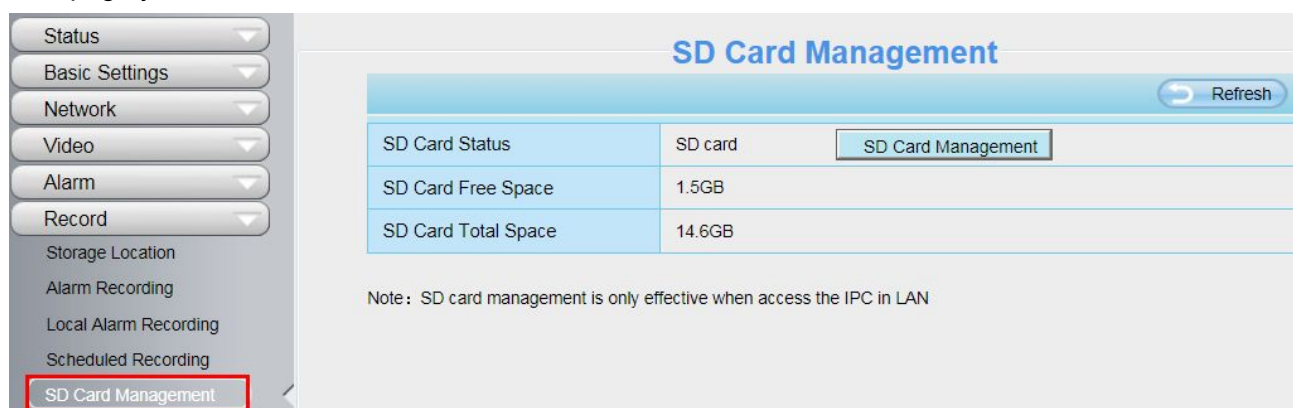 Status
Basic Settings
Network
Video
Alarm
Record
Storage Location
Alarm Recording
Local Alarm Recording
Scheduled Recording
SD Card Management
SD Card Management
Refresh
SD Card Status SD card SD Card Management
SD Card Free Space 1.5GB
SD Card Total Space 14.6GB
Note：SD card management is only effective when access the IPC in LAN